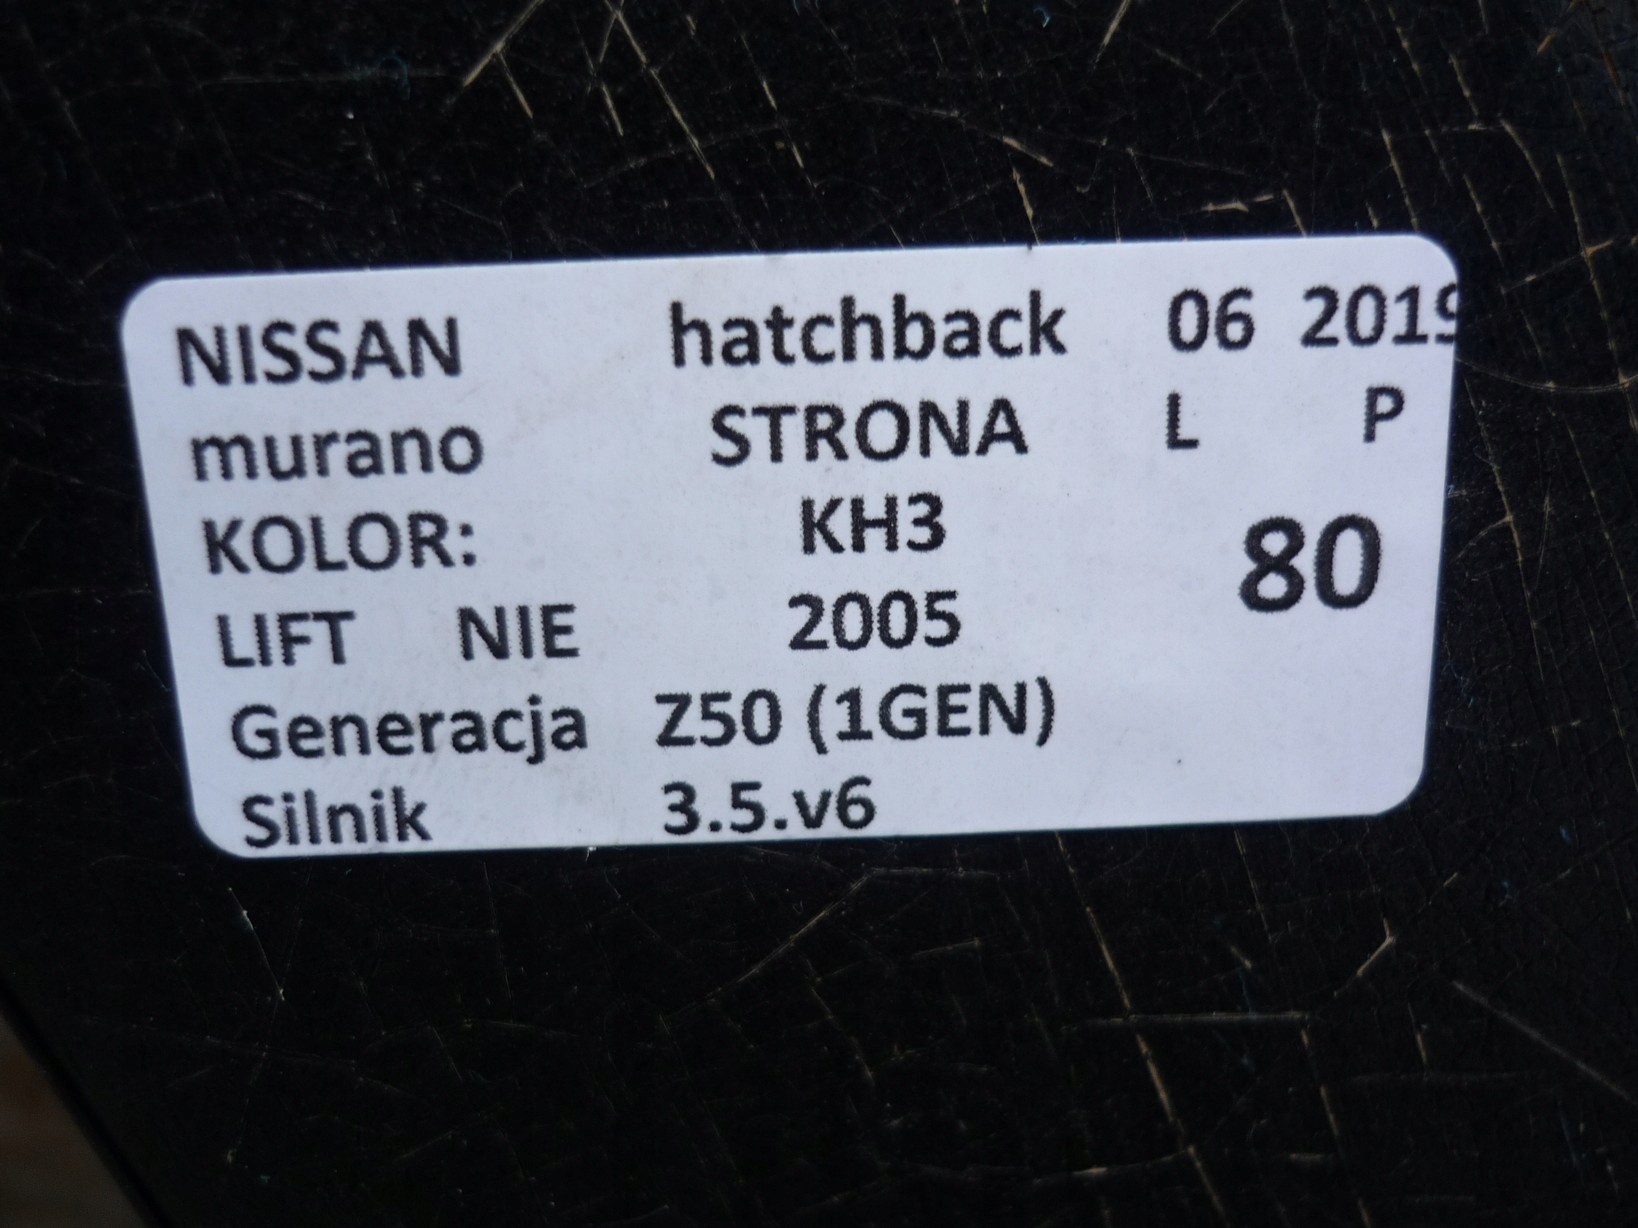 NISSAN hatchback 06 2019
murano STRONA L P
KOLOR: KH3 80
LIFT NIE 2005
Generacja Z50 (1GEN)
Silnik 3.5.v6